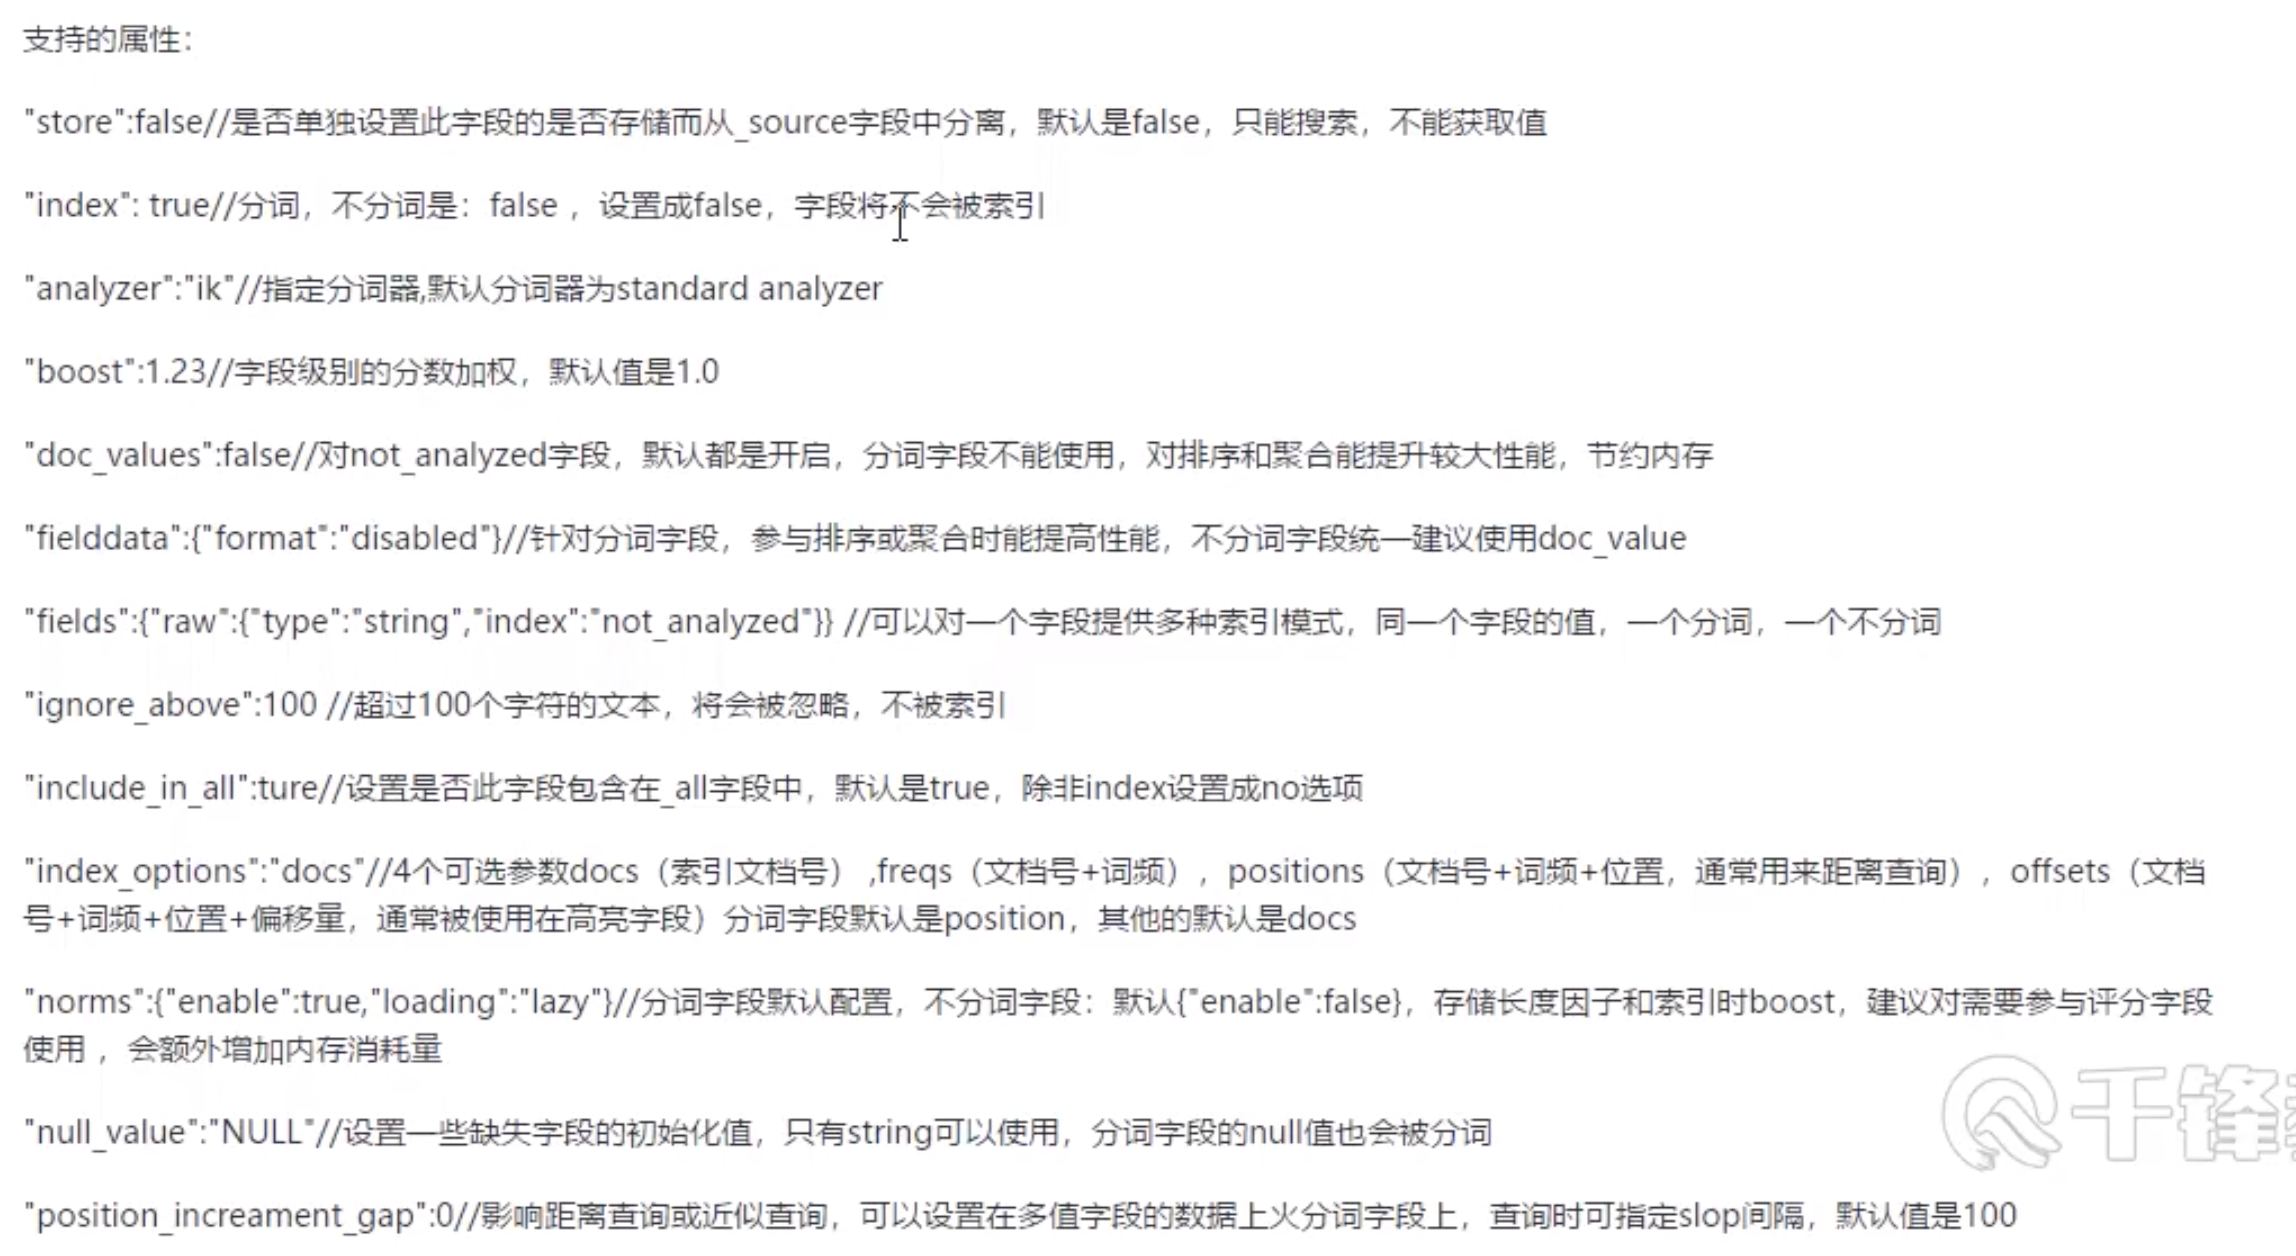 支持的属性：
"store":false//是否单独设置此字段的是否存储而从_source字段中分离，默认是false，只能搜索，不能获取值
"index": true//分词，不分词是：false ，设置成false，字段将不会被索引
"analyzer":"ik"//指定分词器,默认分词器为standard analyzer
"boost":1.23//字段级别的分数加权，默认值是1.0
"doc_values":false//对not_analyzed字段，默认都是开启，分词字段不能使用，对排序和聚合能提升较大性能，节约内存
"fielddata":{"format":"disabled"}//针对分词字段，参与排序或聚合时能提高性能，不分词字段统一建议使用doc_value
"fields":{"raw":{"type":"string","index":"not_analyzed"}} //可以对一个字段提供多种索引模式，同一个字段的值，一个分词，一个不分词
"ignore_above":100 //超过100个字符的文本，将会被忽略，不被索引
"include_in_all":ture//设置是否此字段包含在_all字段中，默认是true，除非index设置成no选项
"index_options":"docs"//4个可选参数docs（索引文档号） ,freqs（文档号+词频），positions（文档号+词频+位置，通常用来距离查询），offsets（文档
号+词频+位置+偏移量，通常被使用在高亮字段）分词字段默认是position，其他的默认是docs
"norms":{"enable":true,"loading":"lazy"}//分词字段默认配置，不分词字段：默认{"enable":false}，存储长度因子和索引时boost，建议对需要参与评分字段
使用 ，会额外增加内存消耗量
"null_value":"NULL"//设置一些缺失字段的初始化值，只有string可以使用，分词字段的null值也会被分词
"position_increament_gap":0//影响距离查询或近似查询，可以设置在多值字段的数据上火分词字段上，查询时可指定slop间隔，默认值是100
千锋